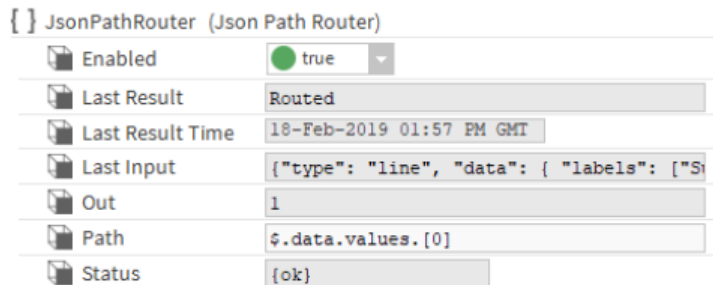 { } JsonPathRouter (Json Path Router)
Enabled true
Last Result Routed
Last Result Time 18-Feb-2019 01:57 PM GMT
Last Input {"type": "line", "data": { "labels": ["Su
Out 1
Path $.data.values.[0]
Status {ok}